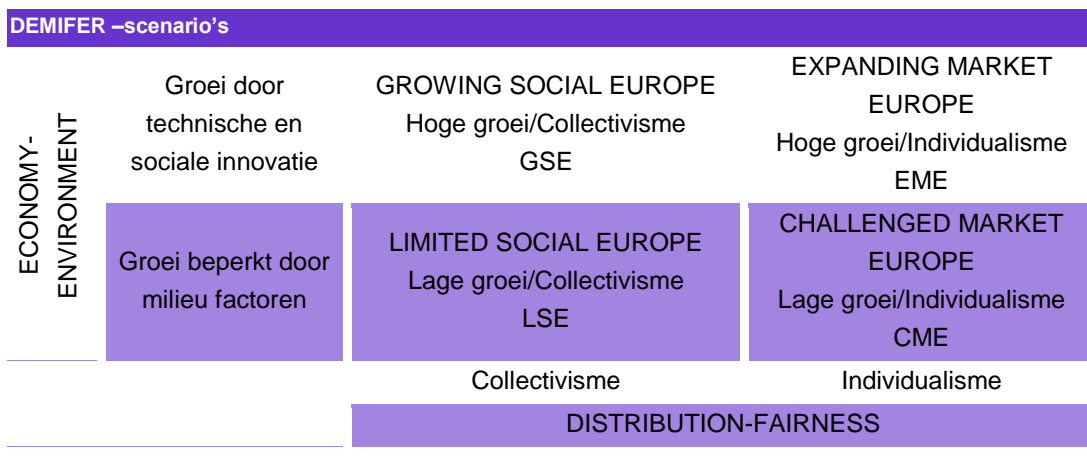 DEMIFER –scenario's
ECONOMY-
ENVIRONMENT
Groei door
technische en
sociale innovatie
GROWING SOCIAL EUROPE
Hoge groei/Collectivisme
GSE
EXPANDING MARKET
EUROPE
Hoge groei/Individualisme
EME
Groei beperkt door
milieu factoren
LIMITED SOCIAL EUROPE
Lage groei/Collectivisme
LSE
CHALLENGED MARKET
EUROPE
Lage groei/Individualisme
CME
Collectivisme
Individualisme
DISTRIBUTION-FAIRNESS